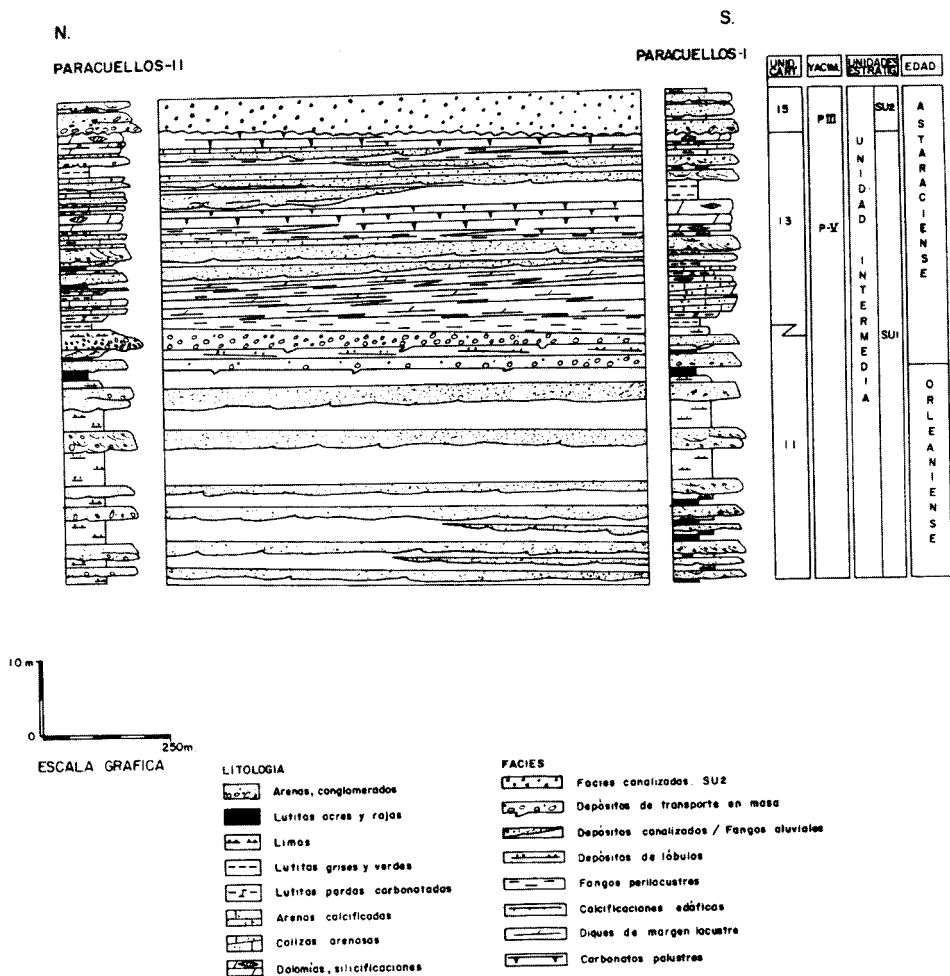 N.
S.
PARACUELLOS-II
PARACUELLOS-I
UNID. CART.
YACIM.
UNIDADES ESTRATIG.
EDAD
15
P III
SU2
13
P-V
UNIDAD INTERMEDIA
SU1
ASTARACIENSE
11
ORLEANIENSE
10 m
0
250m.
ESCALA GRAFICA
LITOLOGIA
Arenas, conglomerados
Lutitas ocres y rojas
Limos
Lutitas grises y verdes
Lutitas pardas carbonatadas
Arenas calcificadas
Calizas arenosas
Dolomías, silicificaciones
FACIES
Facies canalizadas. SU2
Depósitos de transporte en masa
Depósitos canalizados / Fangos aluviales
Depósitos de lóbulos
Fangos perilacustres
Calcificaciones edáficas
Diques de margen lacustre
Carbonatos palustres